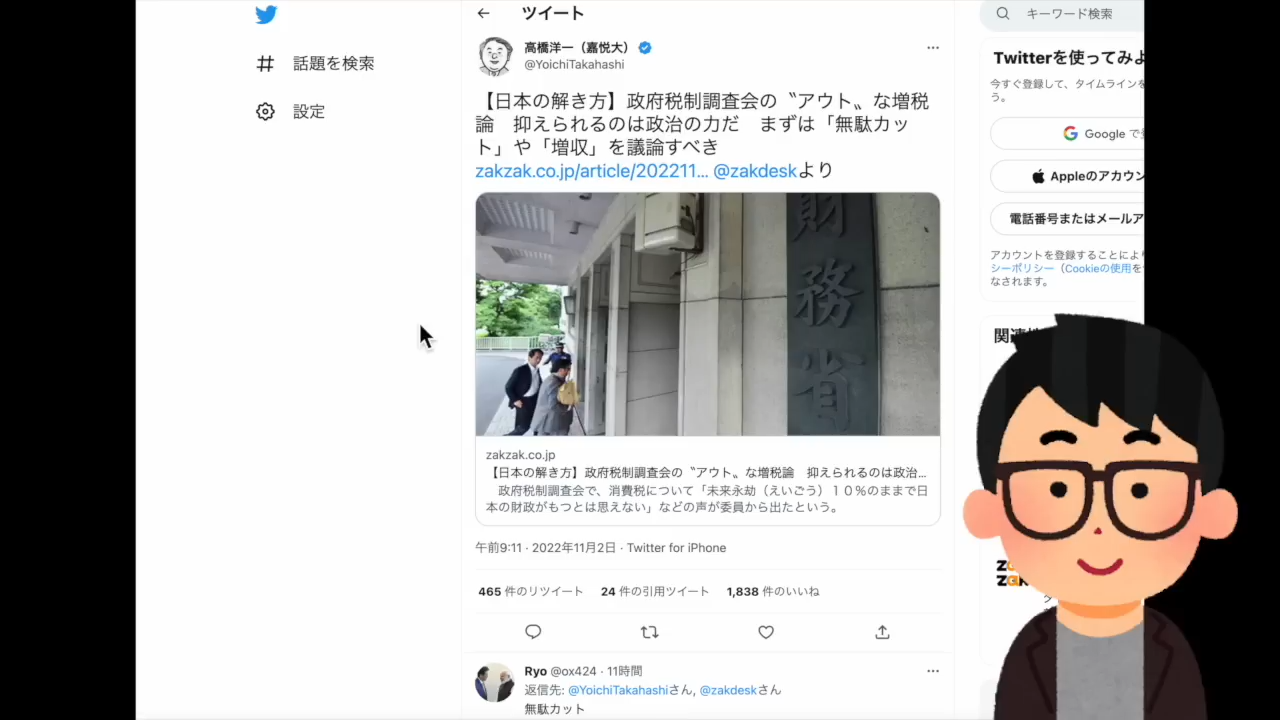 話題を検索
設定
ツイート
高橋洋一（嘉悦大）
@YoichiTakahashi
【日本の解き方】政府税制調査会の〝アウト〟な増税
論　抑えられるのは政治の力だ　まずは「無駄カッ
ト」や「増収」を議論すべき
zakzak.co.jp/article/202211… @zakdeskより
財務省
zakzak.co.jp
【日本の解き方】政府税制調査会の〝アウト〟な増税論　抑えられるのは政治…
　政府税制調査会で、消費税について「未来永劫（えいごう）１０％のままで日
本の財政がもつとは思えない」などの声が委員から出たという。
午前9:11 · 2022年11月2日 · Twitter for iPhone
465 件のリツイート 24 件の引用ツイート 1,838 件のいいね
Ryo @ox424 · 11時間
返信先: @YoichiTakahashiさん, @zakdeskさん
無駄カット
キーワード検索
Twitterを使ってみよ
今すぐ登録して、タイムラインを
う。
Google で
Appleのアカウン
電話番号またはメールア
アカウントを登録することにより
シーポリシー（Cookieの使用を
なされます。
関連